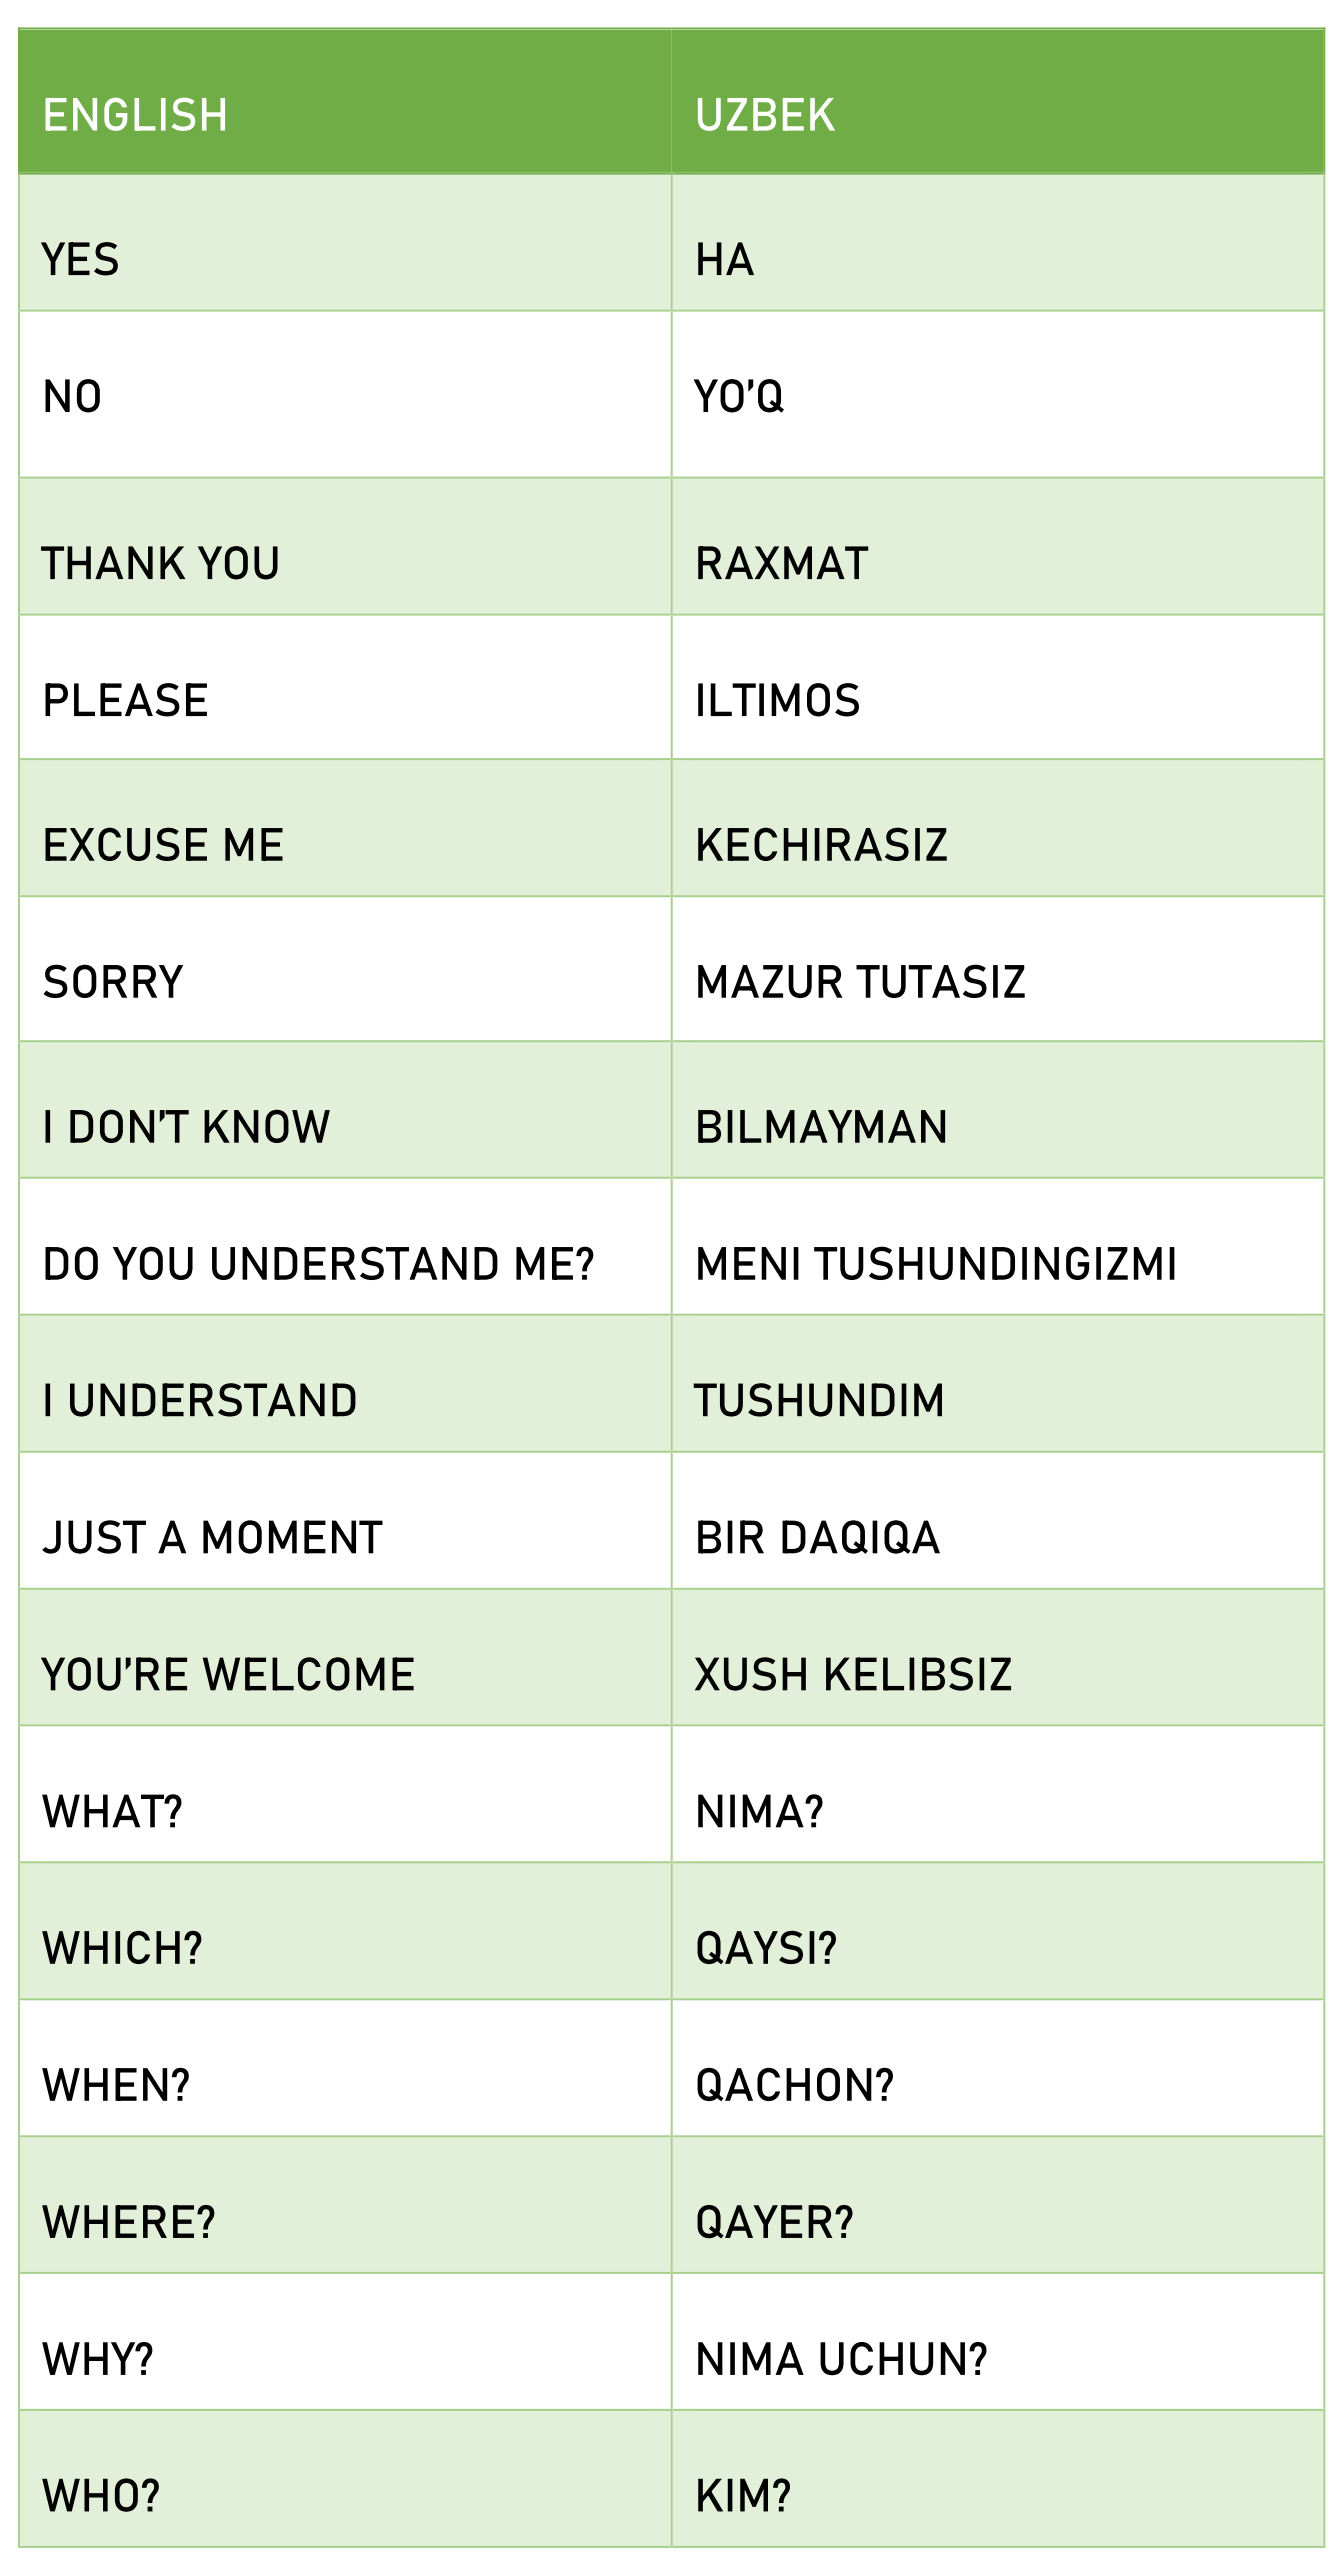 ENGLISH UZBEK
YES HA
NO YO’Q
THANK YOU RAXMAT
PLEASE ILTIMOS
EXCUSE ME KECHIRASIZ
SORRY MAZUR TUTASIZ
I DON’T KNOW BILMAYMAN
DO YOU UNDERSTAND ME? MENI TUSHUNDINGIZMI
I UNDERSTAND TUSHUNDIM
JUST A MOMENT BIR DAQIQA
YOU’RE WELCOME XUSH KELIBSIZ
WHAT? NIMA?
WHICH? QAYSI?
WHEN? QACHON?
WHERE? QAYER?
WHY? NIMA UCHUN?
WHO? KIM?